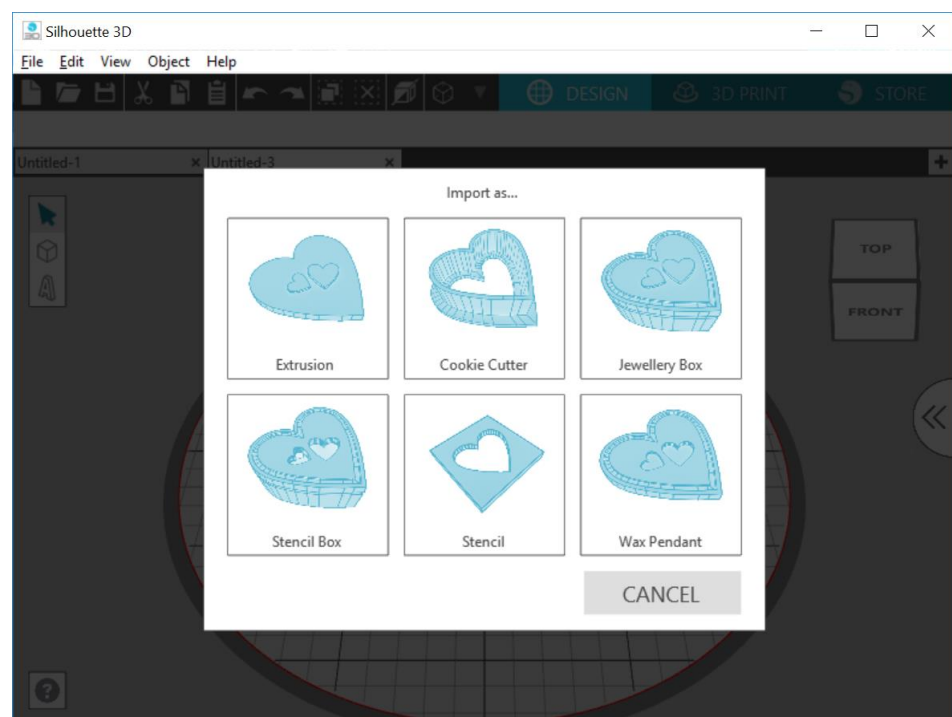 Silhouette 3D
File Edit View Object Help
DESIGN 3D PRINT STORE
Untitled-1 Untitled-3
Import as...
TOP
Extrusion Cookie Cutter Jewellery Box
FRONT
Stencil Box Stencil Wax Pendant
CANCEL